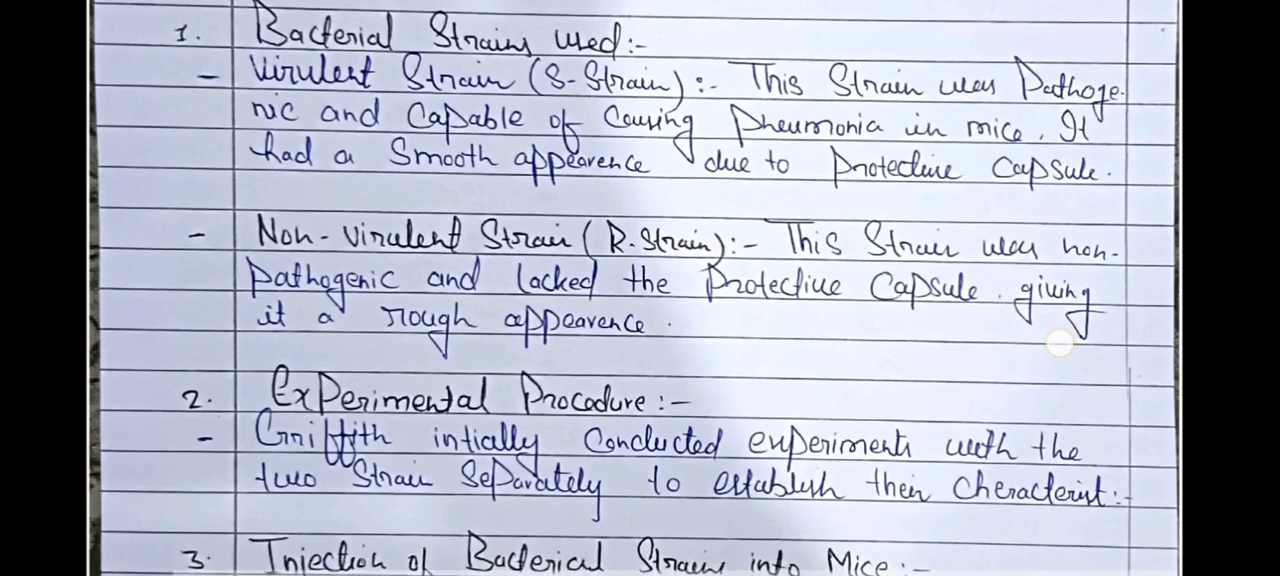 1. Bacterial Strains used:-
- Virulent Strain (S-Strain):- This Strain was Pathoge-
nic and Capable of Causing Pneumonia in mice. It
had a Smooth appearence due to Protective Capsule.
- Non-Virulent Strain (R-Strain):- This Strain was non-
Pathogenic and lacked the Protective Capsule. giving
it a rough appearence.
2. Experimental Procedure:-
- Griffith intially Conducted experiments with the
two Strain Separately to establish their Cheracterist:-
3. Injection of Bacterical Strains into Mice:-